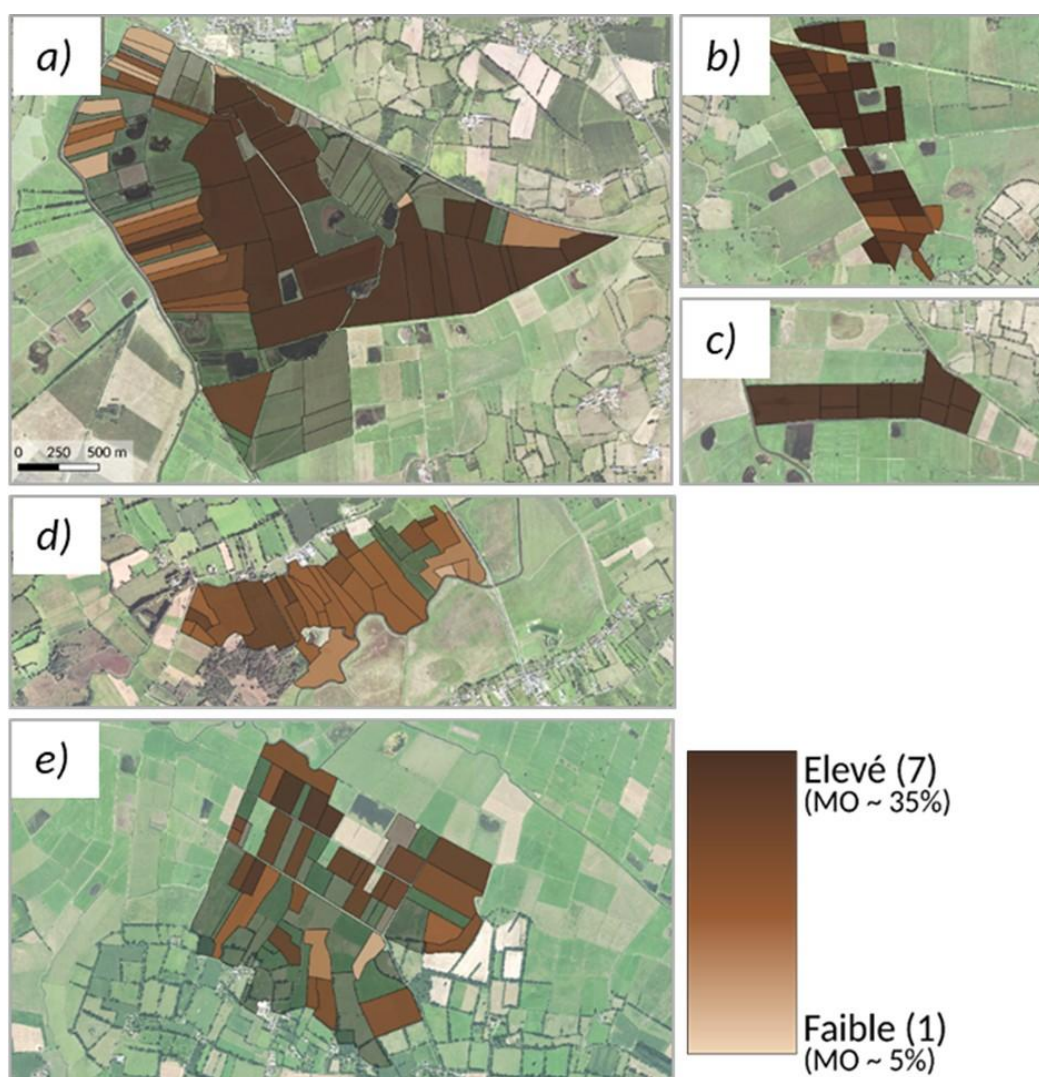 a)
0 250 500 m
b)
c)
d)
e)
Elevé (7)
(MO ~ 35%)
Faible (1)
(MO ~ 5%)